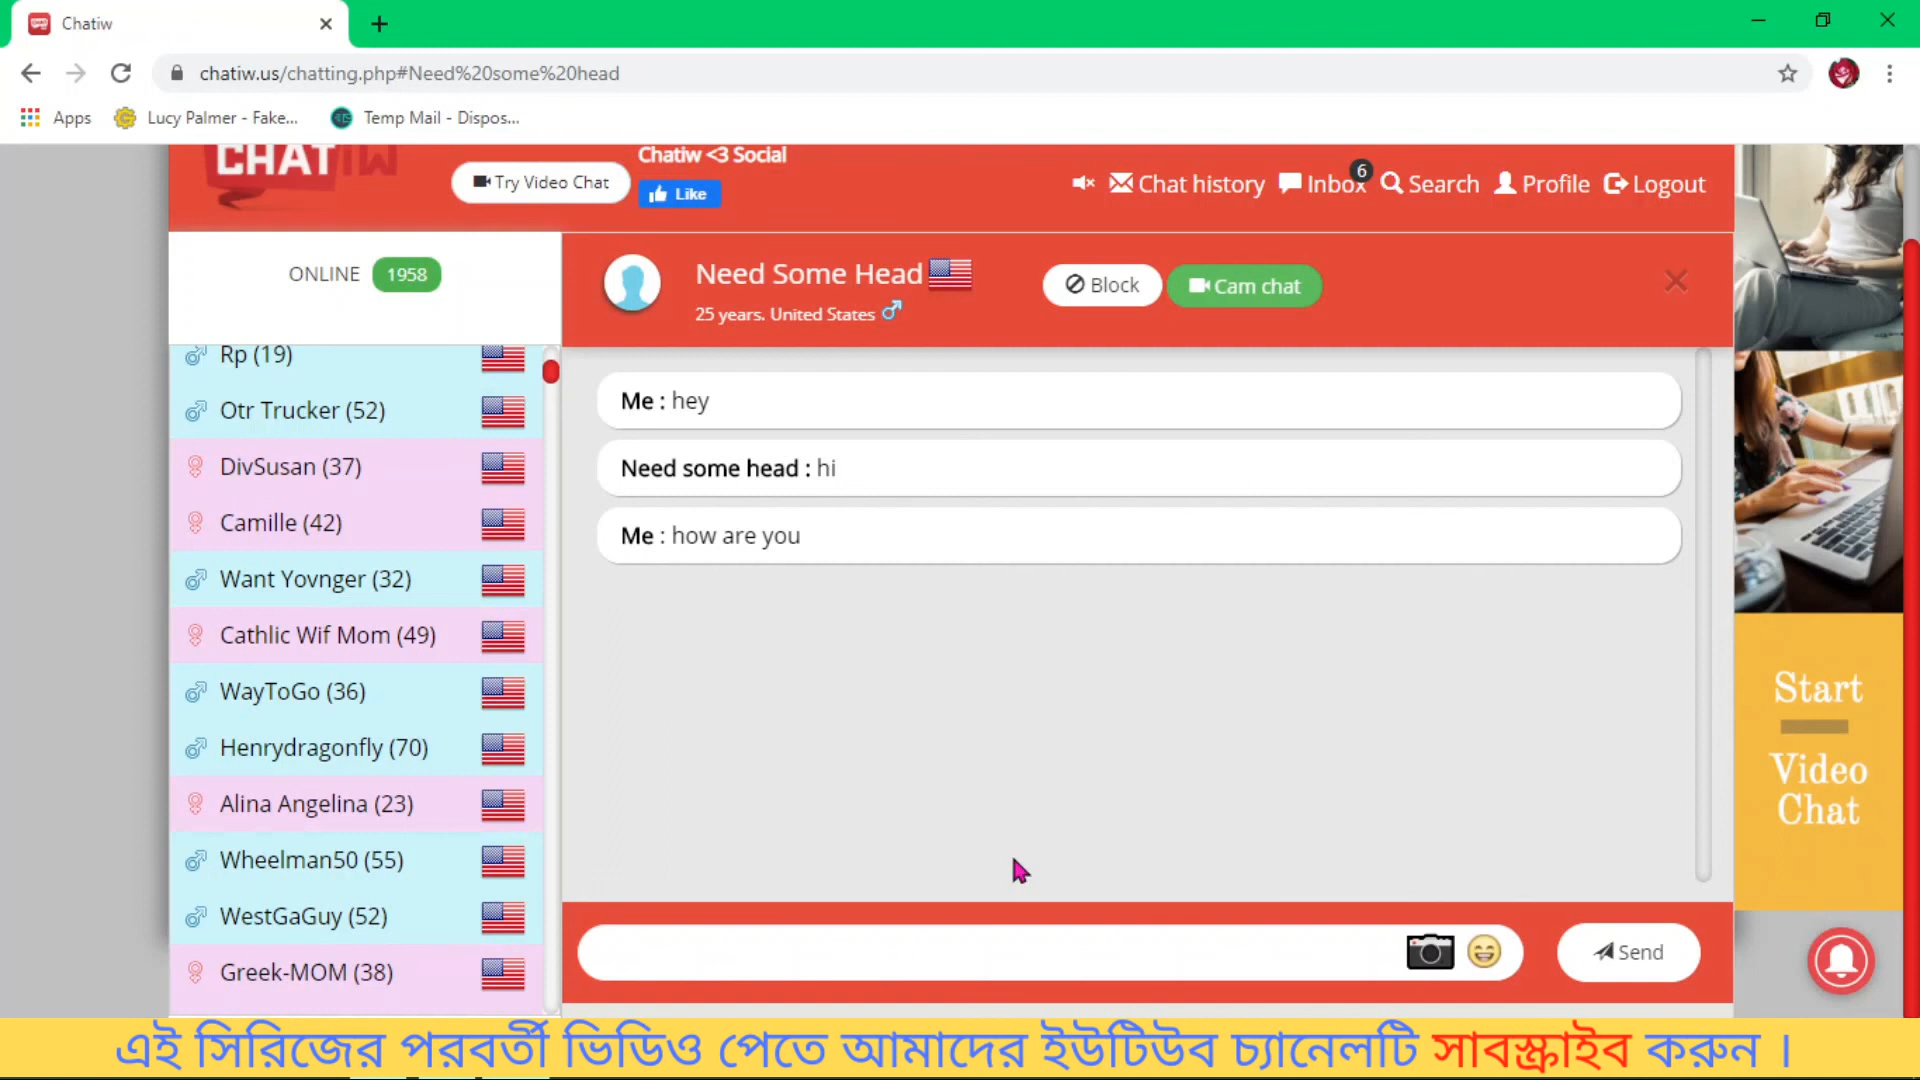 Chatiw
chatiw.us/chatting.php#Need%20some%20head
Apps
Lucy Palmer - Fake...
Temp Mail - Dispos...
CHATIW
Try Video Chat
Chatiw <3 Social
Like
Chat history
Inbox
6
Search
Profile
Logout
ONLINE 1958
Need Some Head
25 years. United States
Block
Cam chat
Rp (19)
Otr Trucker (52)
DivSusan (37)
Camille (42)
Want Yovnger (32)
Cathlic Wif Mom (49)
WayToGo (36)
Henrydragonfly (70)
Alina Angelina (23)
Wheelman50 (55)
WestGaGuy (52)
Greek-MOM (38)
Me : hey
Need some head : hi
Me : how are you
Send
Start
Video
Chat
এই সিরিজের পরবর্তী ভিডিও পেতে আমাদের ইউটিউব চ্যানেলটি সাবস্ক্রাইব করুন ।